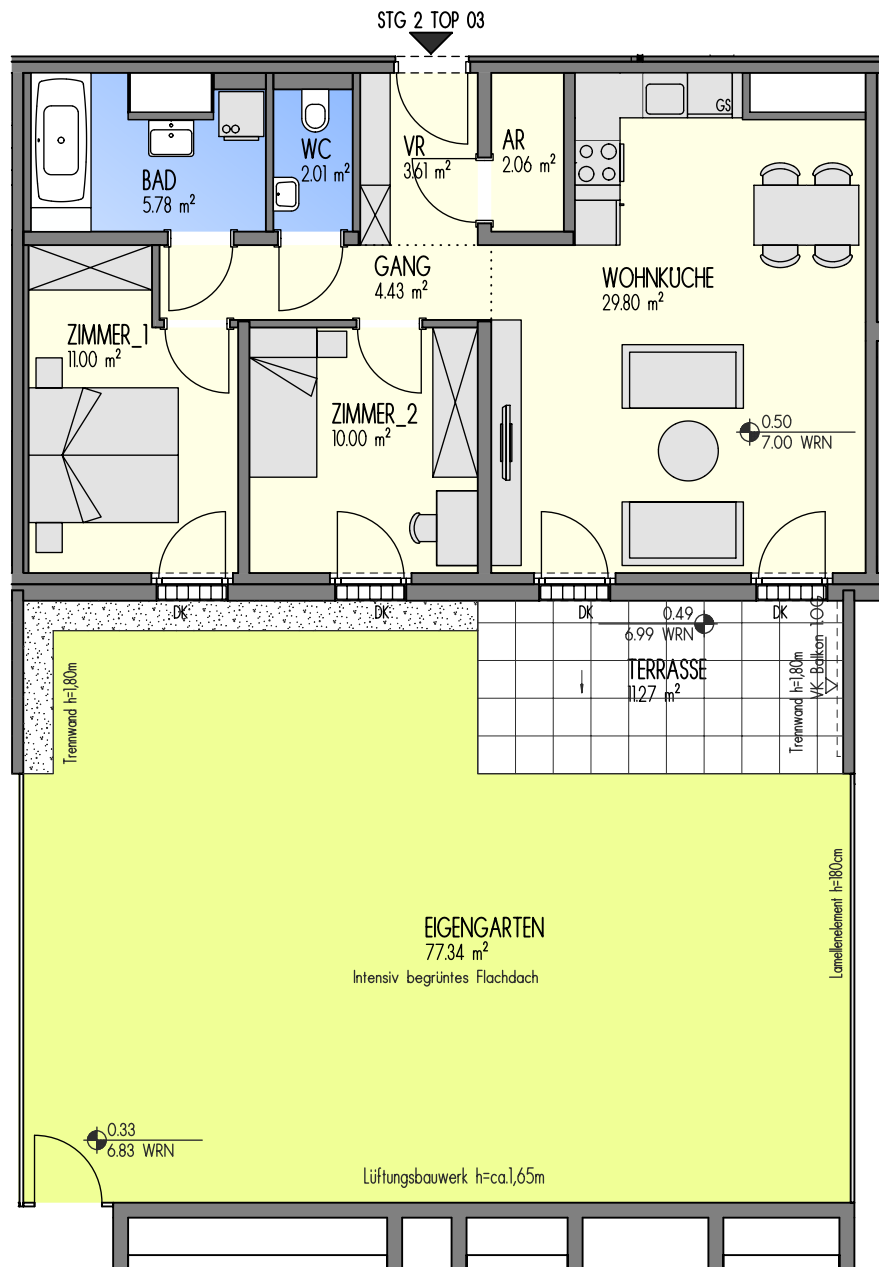 STG 2 TOP 03
GS
VR
3.61 m²
AR
2.06 m²
WC
2.01 m²
BAD
5.78 m²
GANG
4.43 m²
WOHNKÜCHE
29.80 m²
ZIMMER_1
11.00 m²
ZIMMER_2
10.00 m²
0.50
7.00 WRN
DK
DK
DK
DK
0.49
6.99 WRN
TERRASSE
11.27 m²
Trennwand h=1,80m
Trennwand h=1,80m
VK Balkon 1OG
Lamellenelement h=180cm
EIGENGARTEN
77.34 m²
Intensiv begrüntes Flachdach
0.33
6.83 WRN
Lüftungsbauwerk h=ca.1,65m